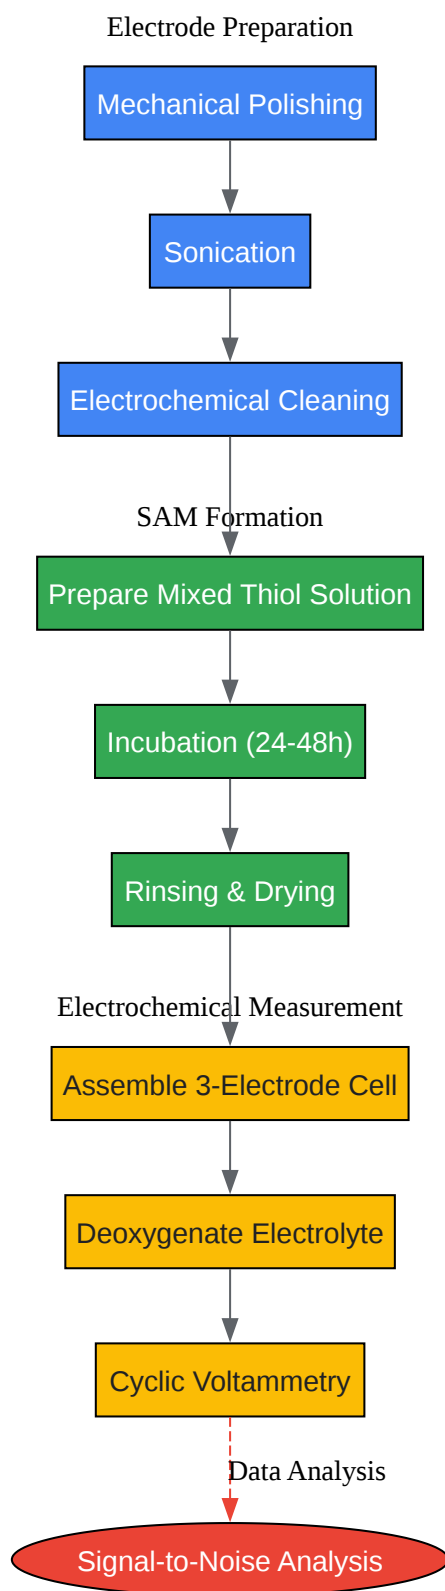 Electrode Preparation
Mechanical Polishing
Sonication
Electrochemical Cleaning
SAM Formation
Prepare Mixed Thiol Solution
Incubation (24-48h)
Rinsing & Drying
Electrochemical Measurement
Assemble 3-Electrode Cell
Deoxygenate Electrolyte
Cyclic Voltammetry
Data Analysis
Signal-to-Noise Analysis